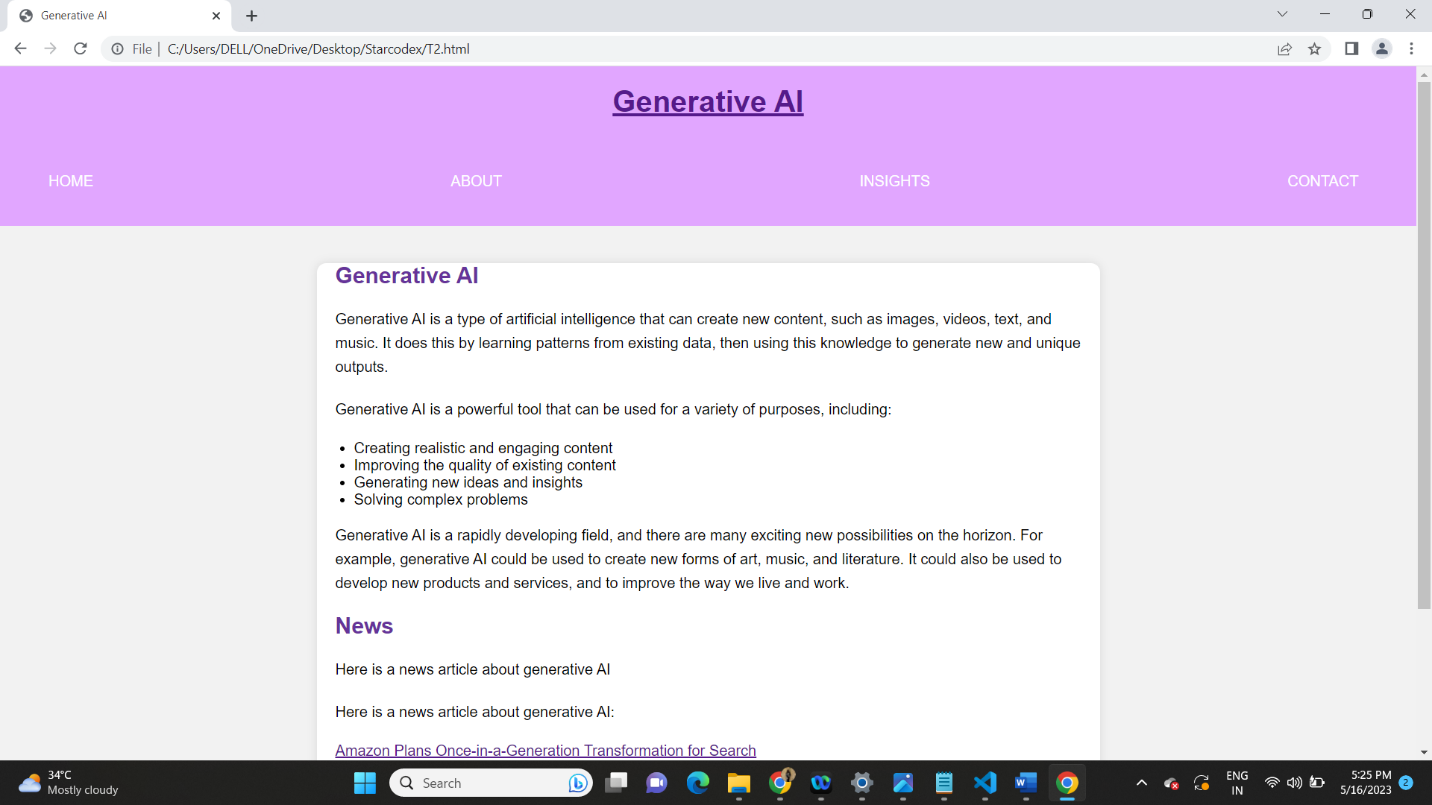 Generative AI
File | C:/Users/DELL/OneDrive/Desktop/Starcodex/T2.html
Generative AI
HOME ABOUT INSIGHTS CONTACT
Generative AI
Generative AI is a type of artificial intelligence that can create new content, such as images, videos, text, and
music. It does this by learning patterns from existing data, then using this knowledge to generate new and unique
outputs.
Generative AI is a powerful tool that can be used for a variety of purposes, including:
• Creating realistic and engaging content
• Improving the quality of existing content
• Generating new ideas and insights
• Solving complex problems
Generative AI is a rapidly developing field, and there are many exciting new possibilities on the horizon. For
example, generative AI could be used to create new forms of art, music, and literature. It could also be used to
develop new products and services, and to improve the way we live and work.
News
Here is a news article about generative AI
Here is a news article about generative AI:
Amazon Plans Once-in-a-Generation Transformation for Search
34°C
Mostly cloudy
Search
ENG
IN
5:25 PM
5/16/2023
2